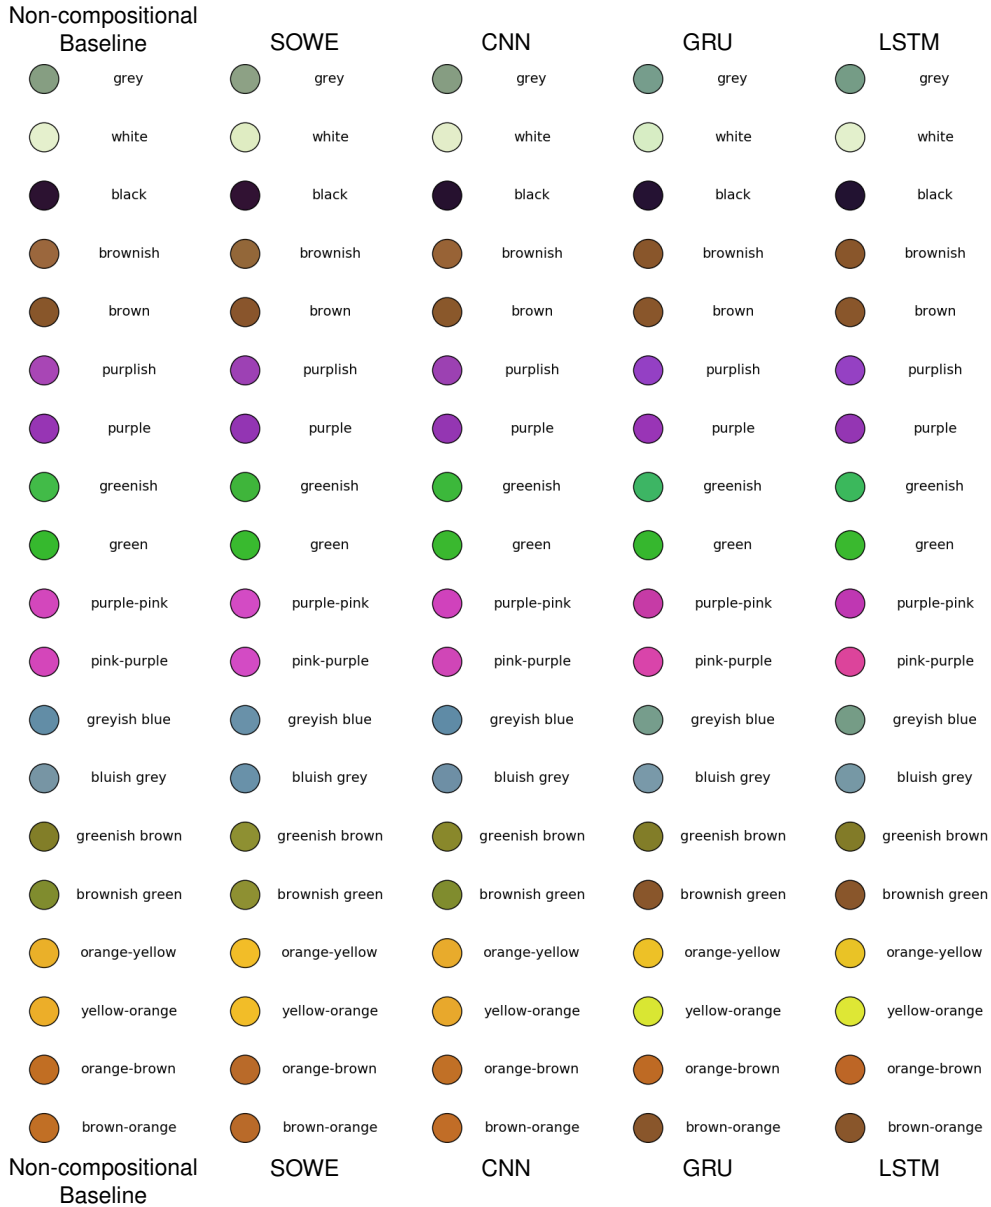 Non-compositional
Baseline SOWE CNN GRU LSTM
grey grey grey grey grey
white white white white white
black black black black black
brownish brownish brownish brownish brownish
brown brown brown brown brown
purplish purplish purplish purplish purplish
purple purple purple purple purple
greenish greenish greenish greenish greenish
green green green green green
purple-pink purple-pink purple-pink purple-pink purple-pink
pink-purple pink-purple pink-purple pink-purple pink-purple
greyish blue greyish blue greyish blue greyish blue greyish blue
bluish grey bluish grey bluish grey bluish grey bluish grey
greenish brown greenish brown greenish brown greenish brown greenish brown
brownish green brownish green brownish green brownish green brownish green
orange-yellow orange-yellow orange-yellow orange-yellow orange-yellow
yellow-orange yellow-orange yellow-orange yellow-orange yellow-orange
orange-brown orange-brown orange-brown orange-brown orange-brown
brown-orange brown-orange brown-orange brown-orange brown-orange
Non-compositional SOWE CNN GRU LSTM
Baseline